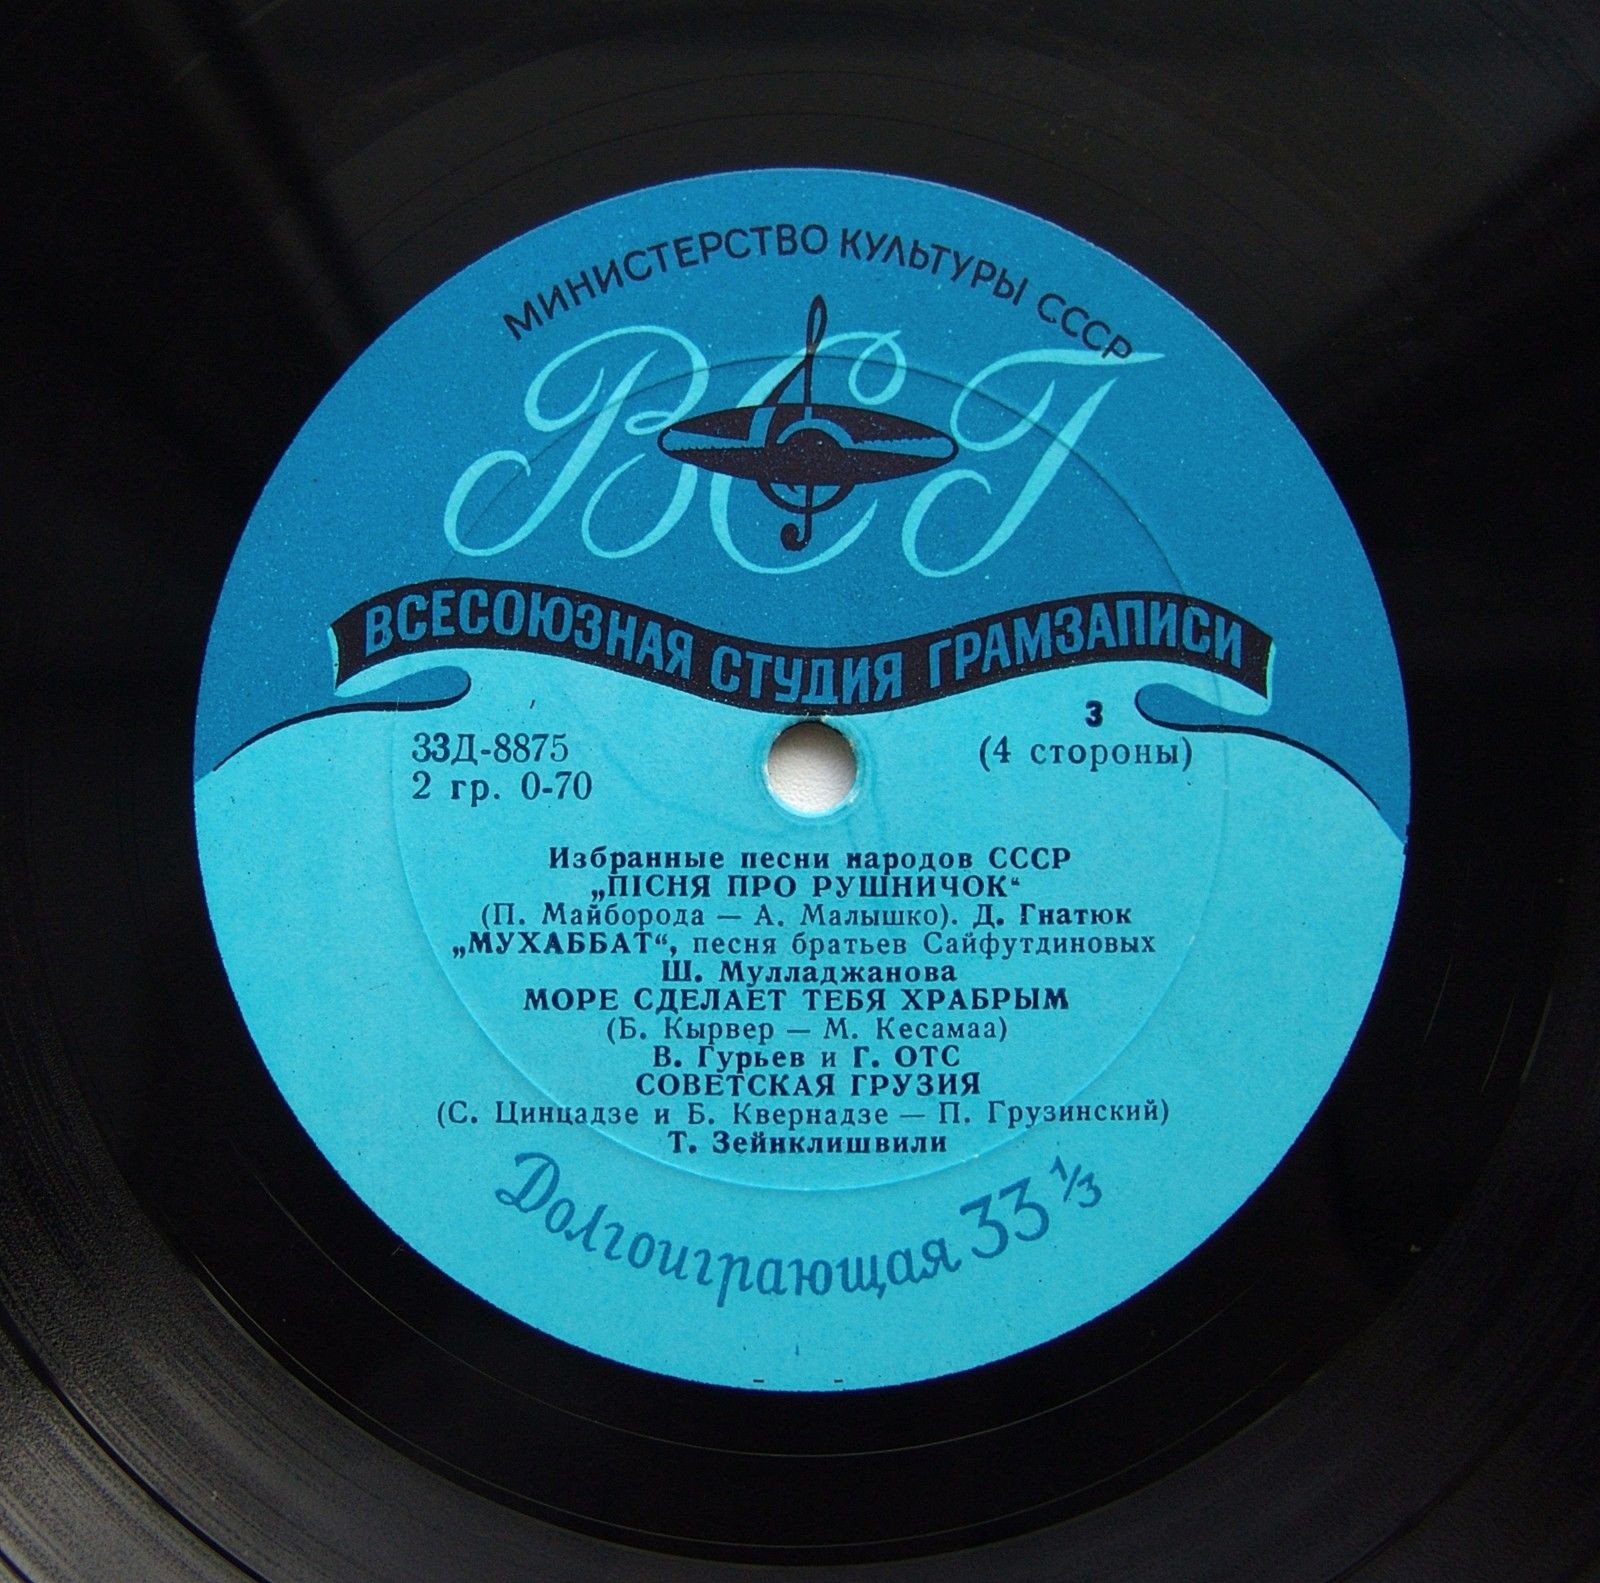 МИНИСТЕРСТВО КУЛЬТУРЫ СССР
ВСГ
ВСЕСОЮЗНАЯ СТУДИЯ ГРАМЗАПИСИ
33Д-8875
2 гр. 0-70
3
(4 стороны)
Избранные песни народов СССР
„ПІСНЯ ПРО РУШНИЧОК“
(П. Майборода — А. Малышко). Д. Гнатюк
„МУХАББАТ“, песня братьев Сайфутдиновых
Ш. Мулладжанова
МОРЕ СДЕЛАЕТ ТЕБЯ ХРАБРЫМ
(Б. Кырвер — М. Кесамаа)
В. Гурьев и Г. ОТС
СОВЕТСКАЯ ГРУЗИЯ
(С. Цинцадзе и Б. Квернадзе — П. Грузинский)
Т. Зейнклишвили
Долгоиграющая 33 1/3